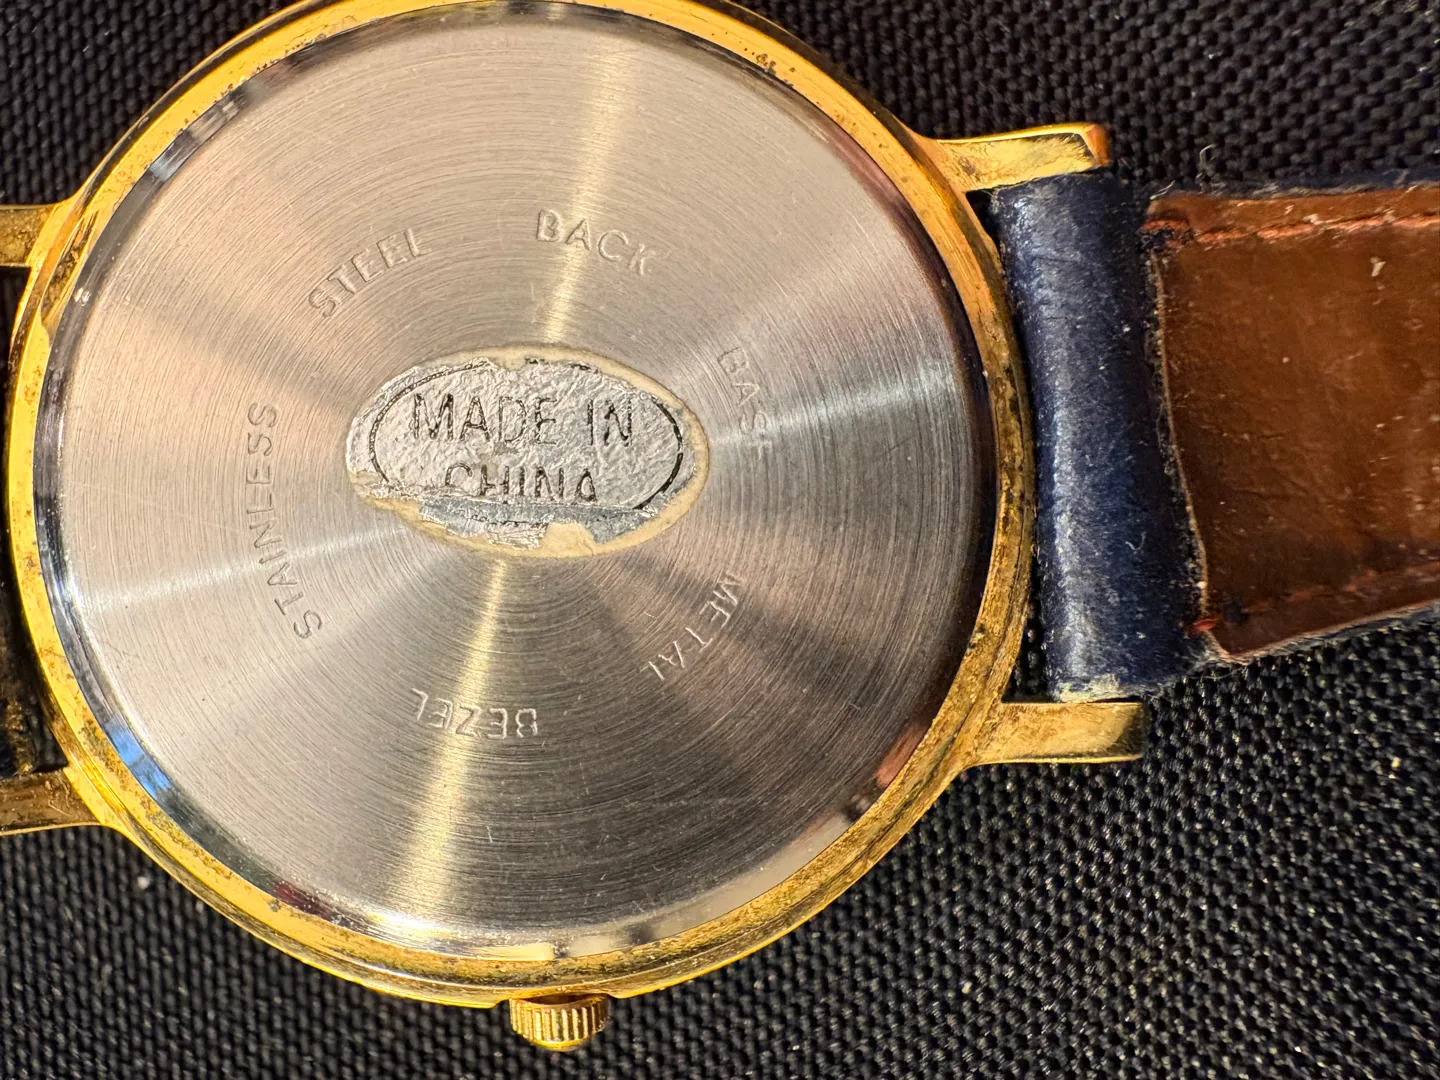 MADE IN
CHINA
STAINLESS STEEL BACK
BASE METAL BEZEL